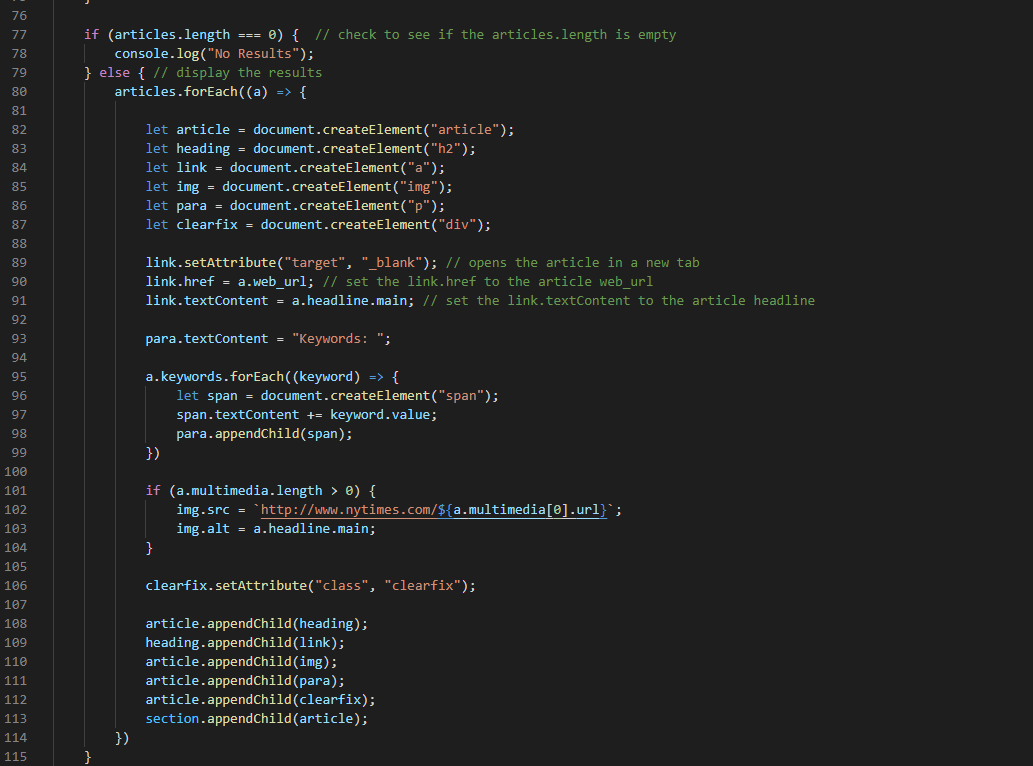 76
77 if (articles.length === 0) {  // check to see if the articles.length is empty
78     console.log("No Results");
79 } else { // display the results
80     articles.forEach((a) => {
81
82         let article = document.createElement("article");
83         let heading = document.createElement("h2");
84         let link = document.createElement("a");
85         let img = document.createElement("img");
86         let para = document.createElement("p");
87         let clearfix = document.createElement("div");
88
89         link.setAttribute("target", "_blank"); // opens the article in a new tab
90         link.href = a.web_url; // set the link.href to the article web_url
91         link.textContent = a.headline.main; // set the link.textContent to the article headline
92
93         para.textContent = "Keywords: ";
94
95         a.keywords.forEach((keyword) => {
96             let span = document.createElement("span");
97             span.textContent += keyword.value;
98             para.appendChild(span);
99         })
100
101         if (a.multimedia.length > 0) {
102             img.src = `http://www.nytimes.com/${a.multimedia[0].url}`;
103             img.alt = a.headline.main;
104         }
105
106         clearfix.setAttribute("class", "clearfix");
107
108         article.appendChild(heading);
109         heading.appendChild(link);
110         article.appendChild(img);
111         article.appendChild(para);
112         article.appendChild(clearfix);
113         section.appendChild(article);
114     })
115 }